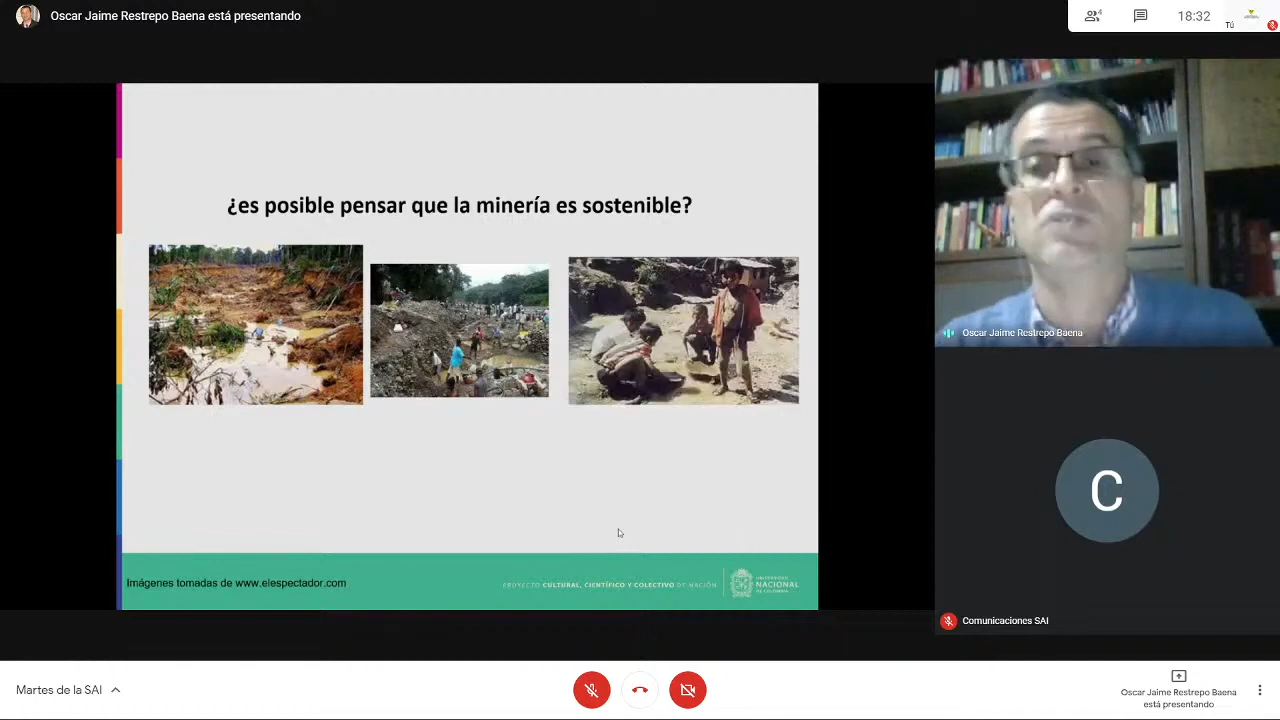 Oscar Jaime Restrepo Baena está presentando
4
18:32
Tú
¿es posible pensar que la minería es sostenible?
Oscar Jaime Restrepo Baena
Imágenes tomadas de www.elespectador.com
PROYECTO CULTURAL, CIENTÍFICO Y COLECTIVO DE NACIÓN
UNIVERSIDAD
NACIONAL
DE COLOMBIA
C
Comunicaciones SAI
Martes de la SAI
Oscar Jaime Restrepo Baena
está presentando